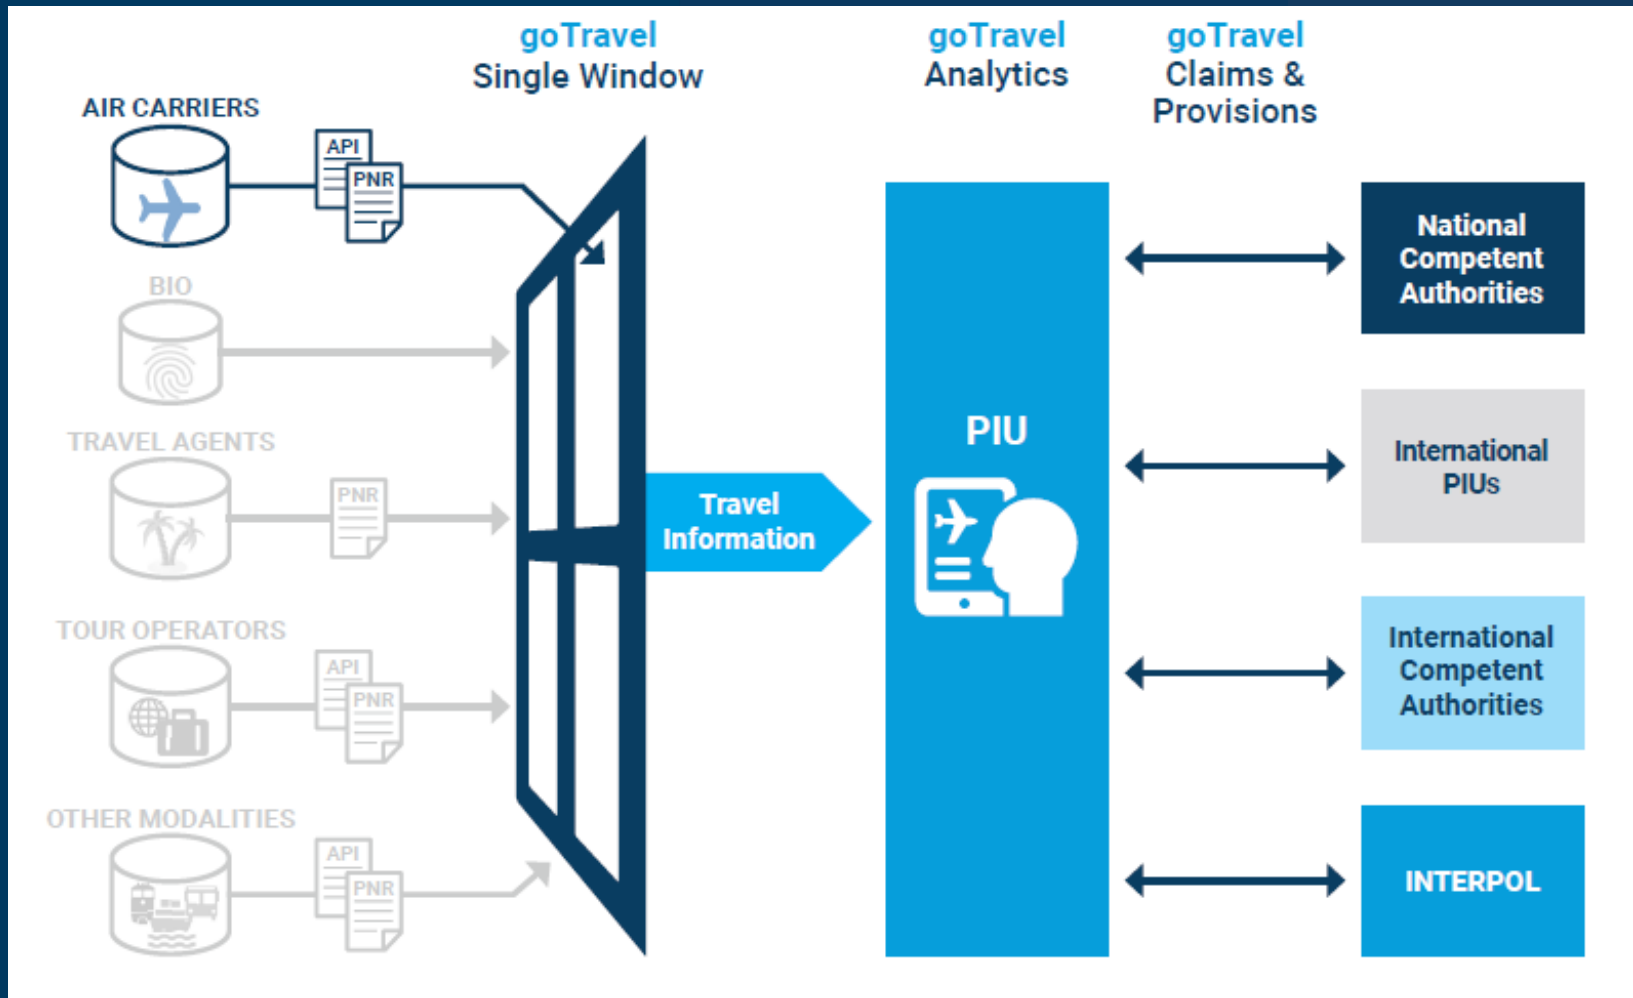 goTravel
Single Window
goTravel
Analytics
goTravel
Claims &
Provisions
AIR CARRIERS
API
PNR
BIO
TRAVEL AGENTS
PNR
TOUR OPERATORS
API
PNR
OTHER MODALITIES
API
PNR
Travel
Information
PIU
National
Competent
Authorities
International
PIUs
International
Competent
Authorities
INTERPOL